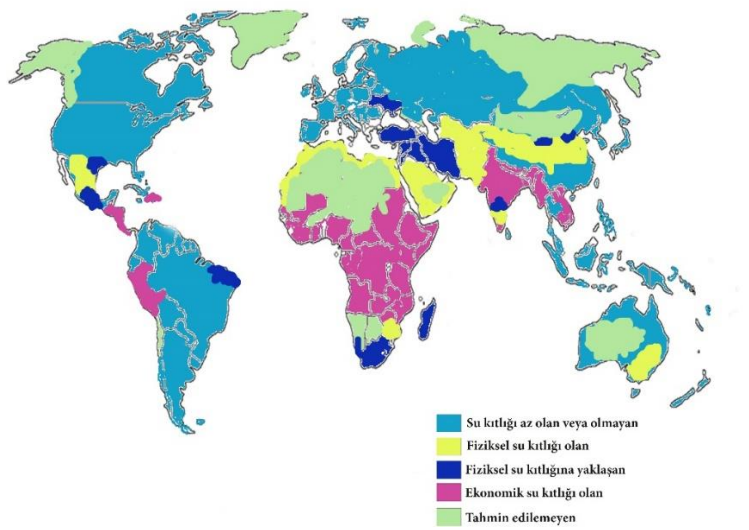 Su kıtlığı az olan veya olmayan
Fiziksel su kıtlığı olan
Fiziksel su kıtlığına yaklaşan
Ekonomik su kıtlığı olan
Tahmin edilemeyen